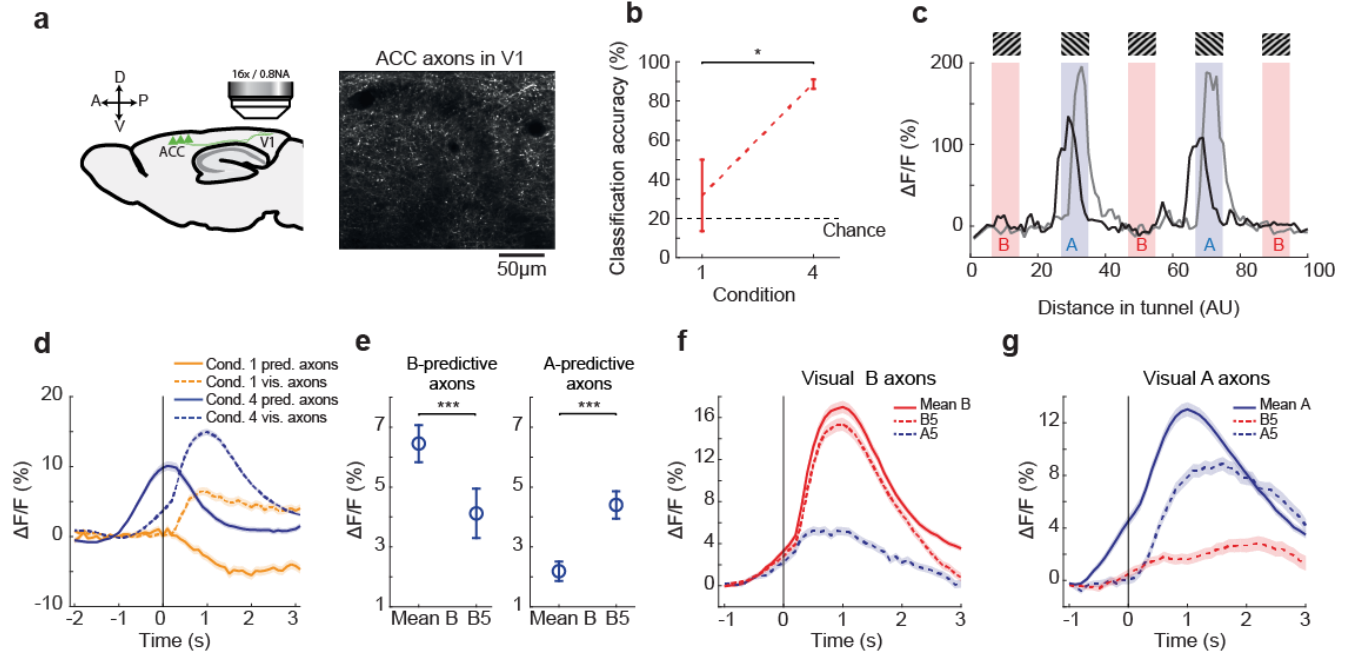 a
D
A P
V
16x / 0.8NA
ACC
V1
ACC axons in V1
50µm
b
Classification accuracy (%)
100
90
80
70
60
50
40
30
20
10
0
*
Chance
1 4
Condition
c
ΔF/F (%)
200
100
0
B A B A B
0 20 40 60 80 100
Distance in tunnel (AU)
d
Cond. 1 pred. axons
Cond. 1 vis. axons
Cond. 4 pred. axons
Cond. 4 vis. axons
ΔF/F (%)
20
10
0
-10
-2 -1 0 1 2 3
Time (s)
e
B-predictive
axons
***
ΔF/F (%)
7
5
3
1
Mean B B5
A-predictive
axons
***
7
5
3
1
Mean B B5
f
Visual B axons
Mean B
B5
A5
ΔF/F (%)
16
12
8
4
0
-1 0 1 2 3
Time (s)
g
Visual A axons
Mean A
B5
A5
ΔF/F (%)
12
8
4
0
-1 0 1 2 3
Time (s)